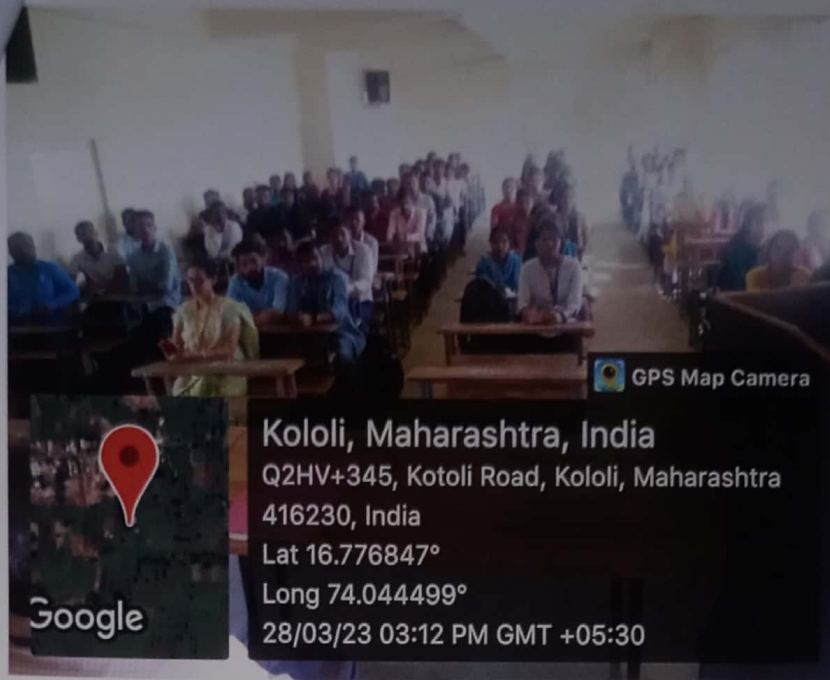 GPS Map Camera
Kololi, Maharashtra, India
Q2HV+345, Kotoli Road, Kololi, Maharashtra
416230, India
Lat 16.776847°
Long 74.044499°
28/03/23 03:12 PM GMT +05:30
Google